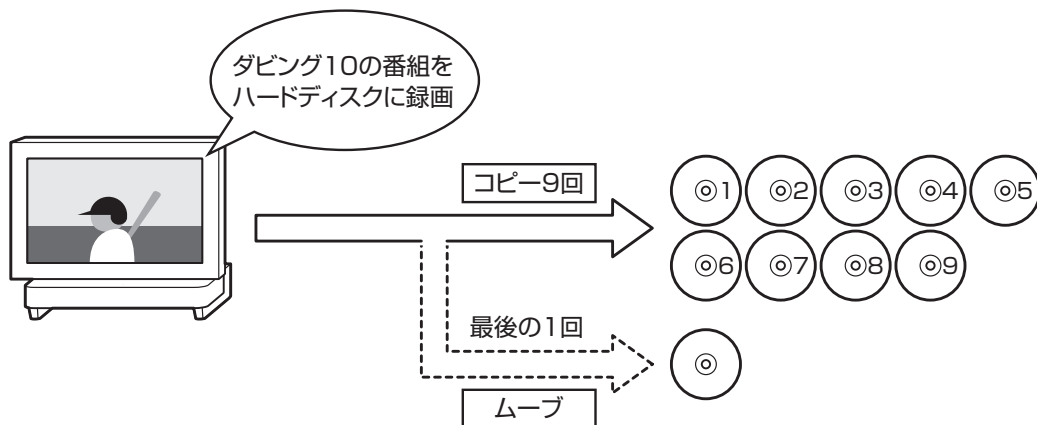 ダビング10の番組を
ハードディスクに録画
コピー9回
1 2 3 4 5
6 7 8 9
最後の1回
ムーブ